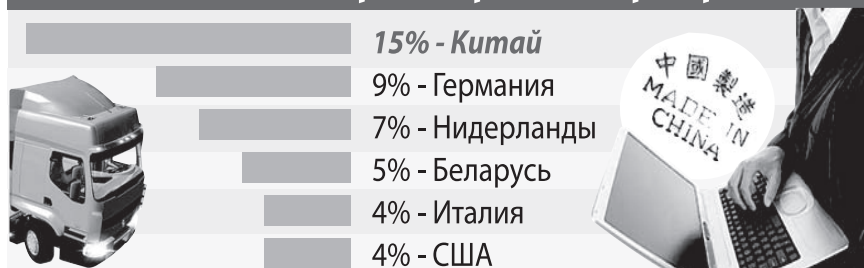 15% - Китай
9% - Германия
7% - Нидерланды
5% - Беларусь
4% - Италия
4% - США
中國製造
MADE IN
CHINA